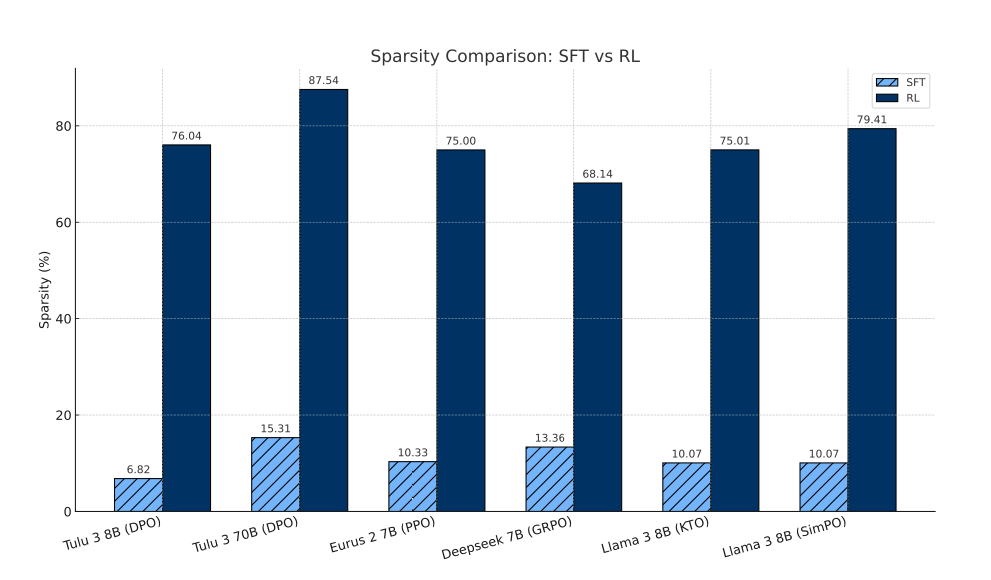 Sparsity Comparison: SFT vs RL
SFT
RL
Sparsity (%)
80
60
40
20
0
6.82
76.04
15.31
87.54
10.33
75.00
13.36
68.14
10.07
75.01
10.07
79.41
Tulu 3 8B (DPO)
Tulu 3 70B (DPO)
Eurus 2 7B (PPO)
Deepseek 7B (GRPO)
Llama 3 8B (KTO)
Llama 3 8B (SimPO)